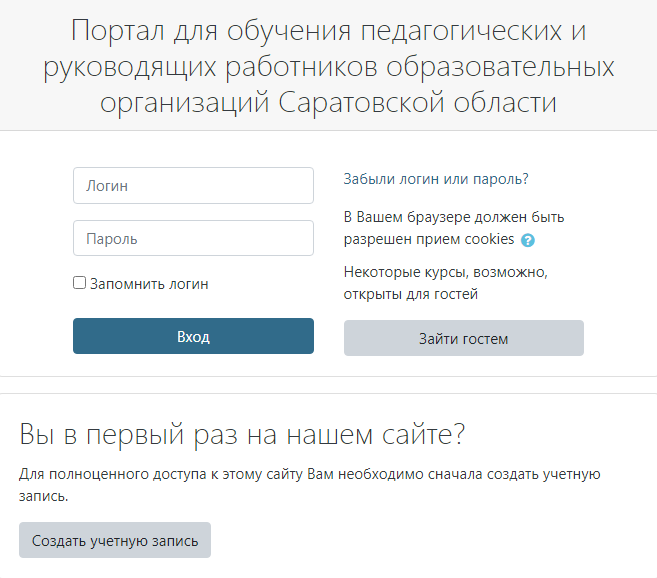 Портал для обучения педагогических и
руководящих работников образовательных
организаций Саратовской области
Логин
Пароль
Запомнить логин
Вход
Забыли логин или пароль?
В Вашем браузере должен быть
разрешен прием cookies ?
Некоторые курсы, возможно,
открыты для гостей
Зайти гостем
Вы в первый раз на нашем сайте?
Для полноценного доступа к этому сайту Вам необходимо сначала создать учетную
запись.
Создать учетную запись